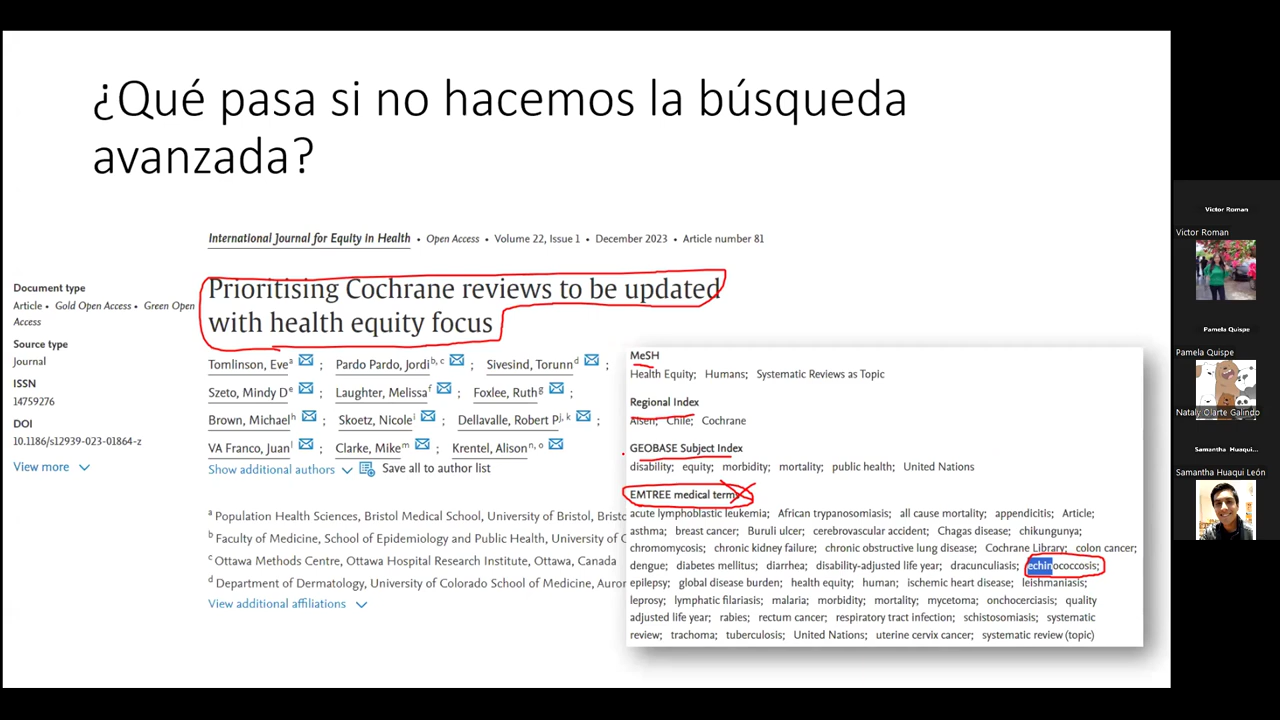 ¿Qué pasa si no hacemos la búsqueda
avanzada?
International Journal for Equity in Health • Open Access • Volume 22, Issue 1 • December 2023 • Article number 81
Document type
Article • Gold Open Access • Green Open
Access
Source type
Journal
ISSN
14759276
DOI
10.1186/s12939-023-01864-z
View more
Prioritising Cochrane reviews to be updated
with health equity focus
Tomlinson, Eve a ; Pardo Pardo, Jordi b, c ; Sivesind, Torunn d ;
Szeto, Mindy D e ; Laughter, Melissa f ; Foxlee, Ruth g ;
Brown, Michael h ; Skoetz, Nicole i ; Dellavalle, Robert P j, k ;
VA Franco, Juan l ; Clarke, Mike m ; Krentel, Alison n, o
Show additional authors Save all to author list
a Population Health Sciences, Bristol Medical School, University of Bristol, Bristo
b Faculty of Medicine, School of Epidemiology and Public Health, University of O
c Ottawa Methods Centre, Ottawa Hospital Research Institute, Ottawa, Canada
d Department of Dermatology, University of Colorado School of Medicine, Auror
View additional affiliations
MeSH
Health Equity; Humans; Systematic Reviews as Topic
Regional Index
Aisen; Chile; Cochrane
GEOBASE Subject Index
disability; equity; morbidity; mortality; public health; United Nations
EMTREE medical terms
acute lymphoblastic leukemia; African trypanosomiasis; all cause mortality; appendicitis; Article;
asthma; breast cancer; Buruli ulcer; cerebrovascular accident; Chagas disease; chikungunya;
chromomycosis; chronic kidney failure; chronic obstructive lung disease; Cochrane Library; colon cancer;
dengue; diabetes mellitus; diarrhea; disability-adjusted life year; dracunculiasis; echinococcosis;
epilepsy; global disease burden; health equity; human; ischemic heart disease; leishmaniasis;
leprosy; lymphatic filariasis; malaria; morbidity; mortality; mycetoma; onchocerciasis; quality
adjusted life year; rabies; rectum cancer; respiratory tract infection; schistosomiasis; systematic
review; trachoma; tuberculosis; United Nations; uterine cervix cancer; systematic review (topic)
Victor Roman
Victor Roman
Pamela Quispe
Pamela Quispe
Nataly Olarte Galindo
Samantha Huaqui...
Samantha Huaqui León